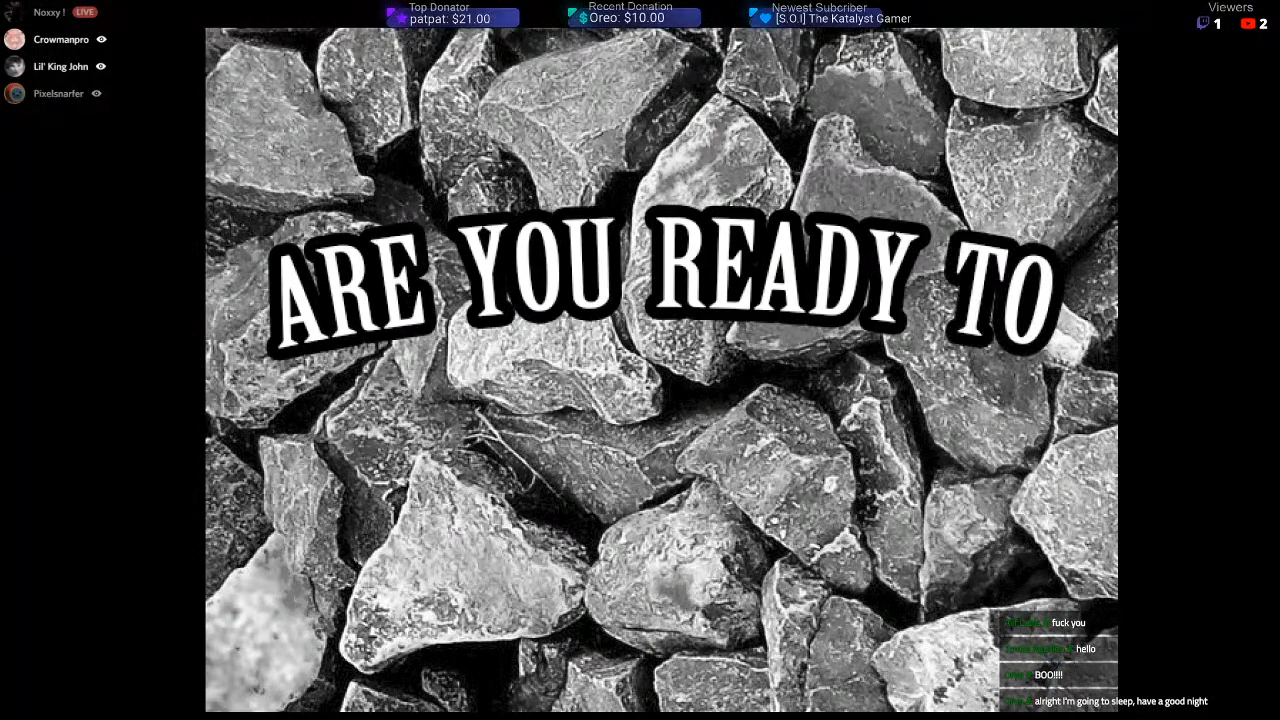 Noxxy ! LIVE
Crowmanpro
Lil' King John
Pixelsnarfer
Top Donator
patpat: $21.00
Recent Donation
Oreo: $10.00
Newest Subcriber
[S.O.I] The Katalyst Gamer
Viewers
1 2
ARE YOU READY TO
fuck you
hello
BOO!!!!
alright I'm going to sleep, have a good night